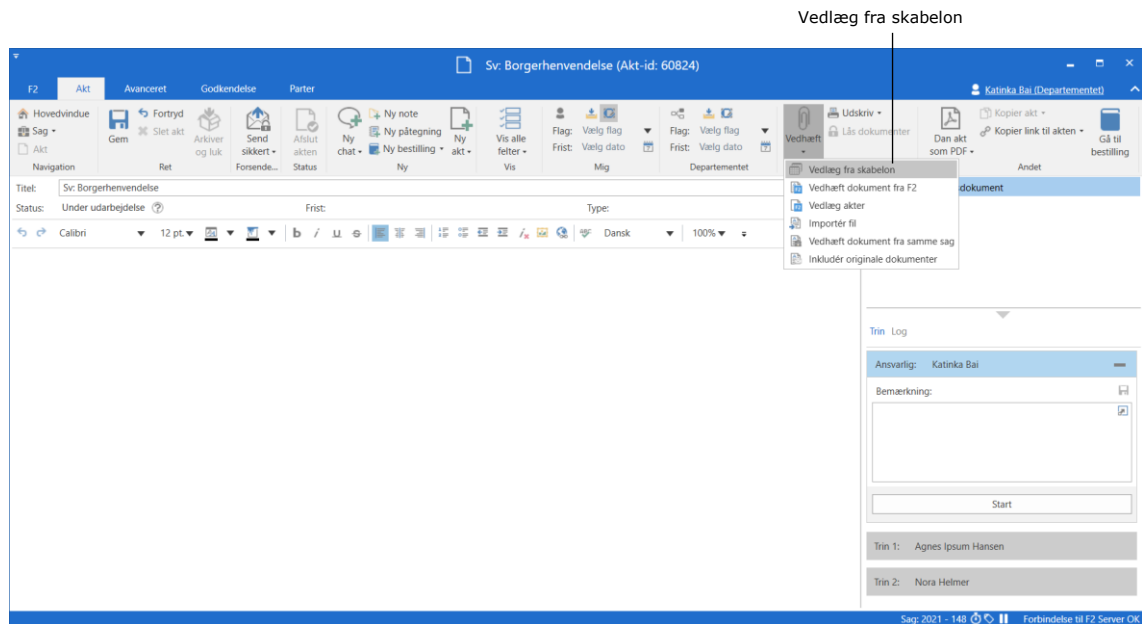 Vedlæg fra skabelon
Sv: Borgerhenvendelse (Akt-id: 60824)
F2 Akt Avanceret Godkendelse Parter Katinka Bai (Departementet)
Hovedvindue
Sag
Akt
Navigation
Gem
Fortryd
Slet akt
Ret
Arkiver og luk
Send sikkert
Forsende...
Afslut akten
Status
Ny chat
Ny note
Ny påtegning
Ny bestilling
Ny akt
Ny
Vis alle felter
Vis
Flag: Vælg flag
Frist: Vælg dato
Mig
Flag: Vælg flag
Frist: Vælg dato
Departementet
Vedhæft
Udskriv
Lås dokumenter
Dan akt som PDF
Kopier akt
Kopier link til akten
Gå til bestilling
Andet
Vedlæg fra skabelon
Vedhæft dokument fra F2
Vedlæg akter
Importér fil
Vedhæft dokument fra samme sag
Inkludér originale dokumenter
dokument
Titel: Sv: Borgerhenvendelse
Status: Under udarbejdelse Frist: Type:
Calibri 12 pt. b i u S ABC Dansk 100%
Trin Log
Ansvarlig: Katinka Bai
Bemærkning:
Start
Trin 1: Agnes Ipsum Hansen
Trin 2: Nora Helmer
Sag: 2021 - 148 Forbindelse til F2 Server OK